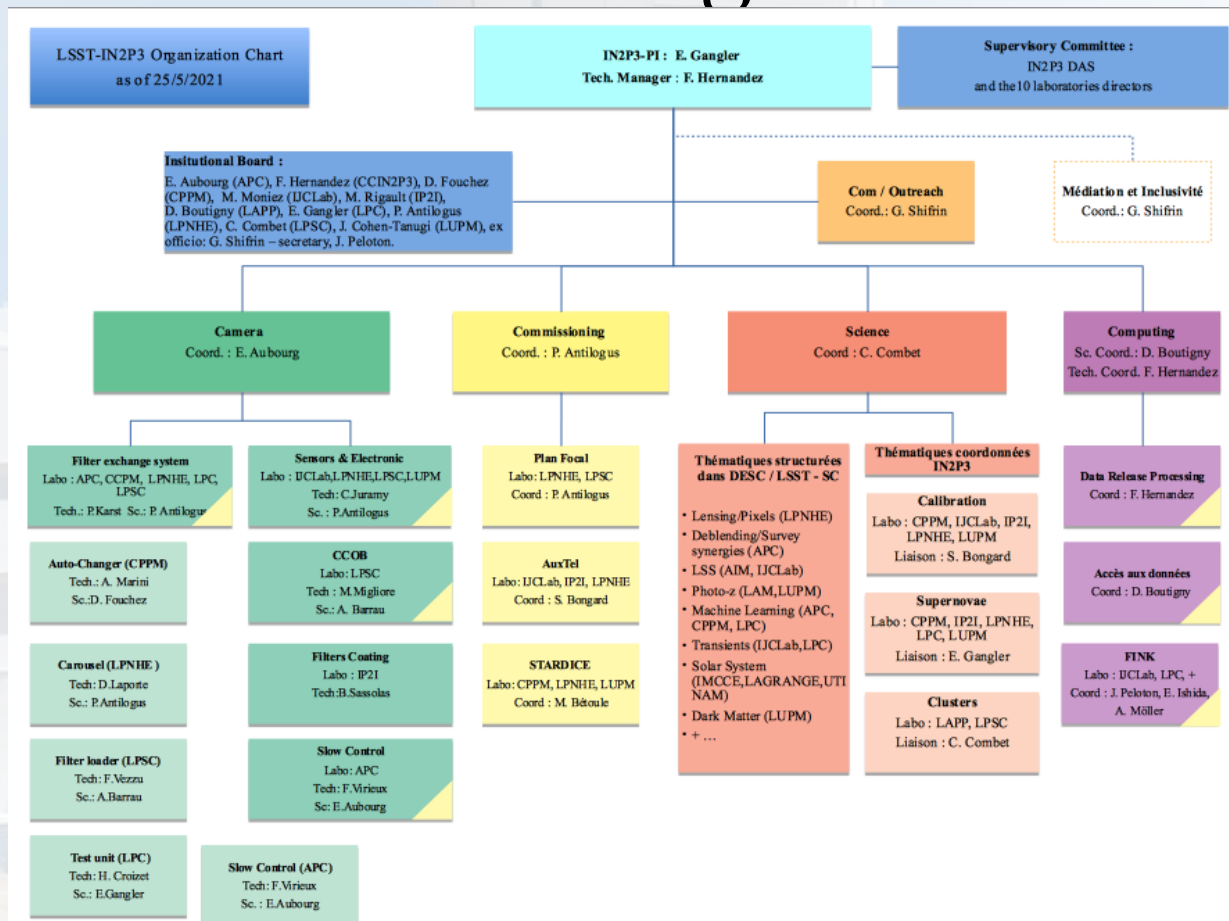 LSST-IN2P3 Organization Chart
as of 25/5/2021
IN2P3-PI : E. Gangler
Tech. Manager : F. Hernandez
Supervisory Committee :
IN2P3 DAS
and the10 laboratories directors
Insitutional Board :
E. Aubourg (APC), F. Hernandez (CCIN2P3), D. Fouchez
(CPPM), M. Moniez (IJCLab), M. Rigault (IP2I),
D. Boutigny (LAPP), E. Gangler (LPC), P. Antilogus
(LPNHE), C. Combet (LPSC), J. Cohen-Tanugi (LUPM), ex
officio: G. Shifrin – secretary, J. Peloton.
Com / Outreach
Coord.: G. Shifrin
Médiation et Inclusivité
Coord.: G. Shifrin
Camera
Coord. : E. Aubourg
Commissioning
Coord. : P. Antilogus
Science
Coord : C. Combet
Computing
Sc. Coord.: D. Boutigny
Tech. Coord. F. Hernandez
Filter exchange system
Labo : APC, CCPM, LPNHE, LPC,
LPSC
Tech.: P.Karst Sc.: P. Antilogus
Auto-Changer (CPPM)
Tech.: A. Marini
Sc.:D. Fouchez
Carousel (LPNHE )
Tech: D.Laporte
Sc.: P.Antilogus
Filter loader (LPSC)
Tech: F.Vezzu
Sc.: A.Barrau
Test unit (LPC)
Tech: H. Croizet
Sc.: E.Gangler
Slow Control (APC)
Tech: F.Virieux
Sc. : E.Aubourg
Sensors & Electronic
Labo : IJCLab,LPNHE,LPSC,LUPM
Tech: C.Juramy
Sc. : P.Antilogus
CCOB
Labo: LPSC
Tech : M.Migliore
Sc.: A. Barrau
Filters Coating
Labo : IP2I
Tech:B.Sassolas
Slow Control
Labo: APC
Tech: F.Virieux
Sc: E.Aubourg
Plan Focal
Labo: LPNHE, LPSC
Coord : P. Antilogus
AuxTel
Labo: IJCLab, IP2I, LPNHE
Coord : S. Bongard
STARDICE
Labo: CPPM, LPNHE, LUPM
Coord : M. Bétoule
Thématiques structurées
dans DESC / LSST - SC
• Lensing/Pixels (LPNHE)
• Deblending/Survey
synergies (APC)
• LSS (AIM, IJCLab)
• Photo-z (LAM,LUPM)
• Machine Learning (APC,
CPPM, LPC)
• Transients (IJCLab,LPC)
• Solar System
(IMCCE,LAGRANGE,UTI
NAM)
• Dark Matter (LUPM)
• + ...
Thématiques coordonnées
IN2P3
Calibration
Labo : CPPM, IJCLab, IP2I,
LPNHE, LUPM
Liaison : S. Bongard
Supernovae
Labo : CPPM, IP2I, LPNHE,
LPC, LUPM
Liaison : E. Gangler
Clusters
Labo : LAPP, LPSC
Liaison : C. Combet
Data Release Processing
Coord : F. Hernandez
Accès aux données
Coord : D. Boutigny
FINK
Labo : IJCLab, LPC, +
Coord : J. Peloton, E. Ishida,
A. Möller